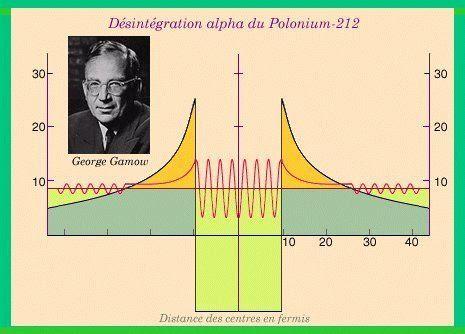 Désintégration alpha du Polonium-212
30
30
George Gamow
20
20
10
10
10 20 30 40
Distance des centres en fermis